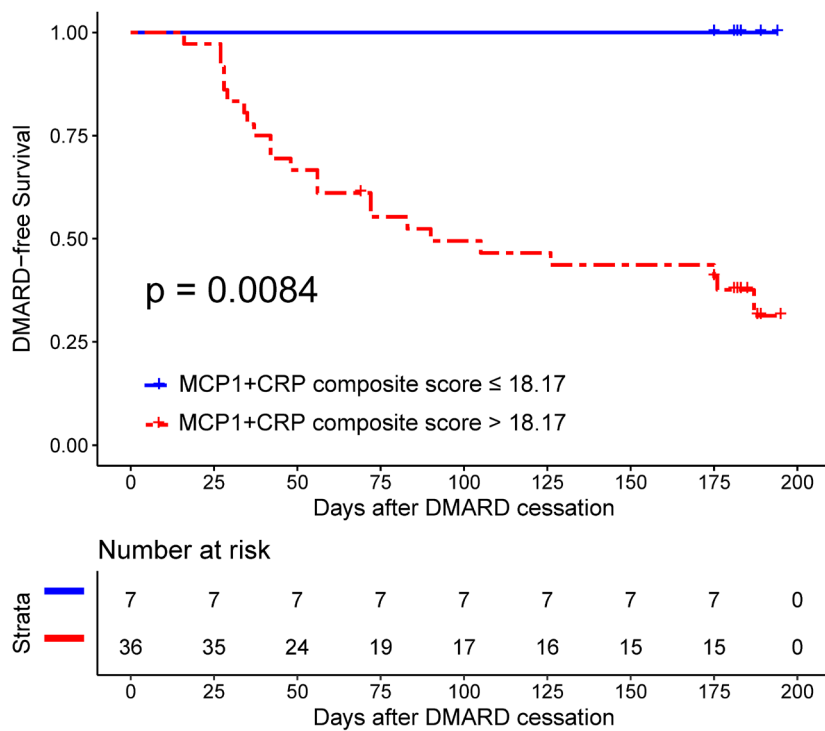 1.00
0.75
0.50
0.25
0.00
DMARD−free Survival
p = 0.0084
MCP1+CRP composite score ≤ 18.17
MCP1+CRP composite score > 18.17
0 25 50 75 100 125 150 175 200
Days after DMARD cessation
Number at risk
Strata
7 7 7 7 7 7 7 7 0
36 35 24 19 17 16 15 15 0
0 25 50 75 100 125 150 175 200
Days after DMARD cessation